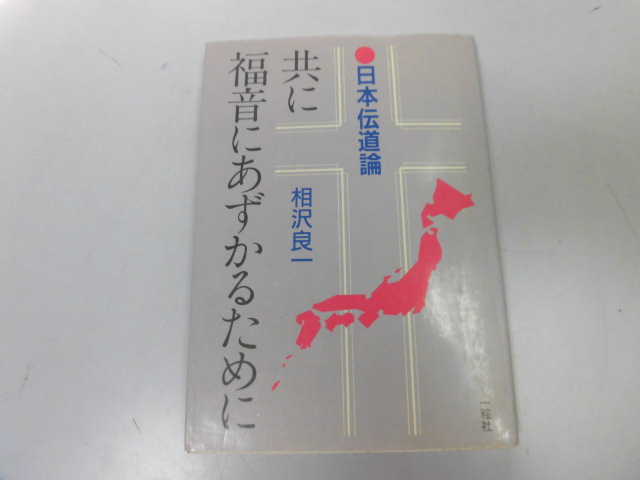 ●日本伝道論
共に
福音にあずかるために
相沢良一
一粒社